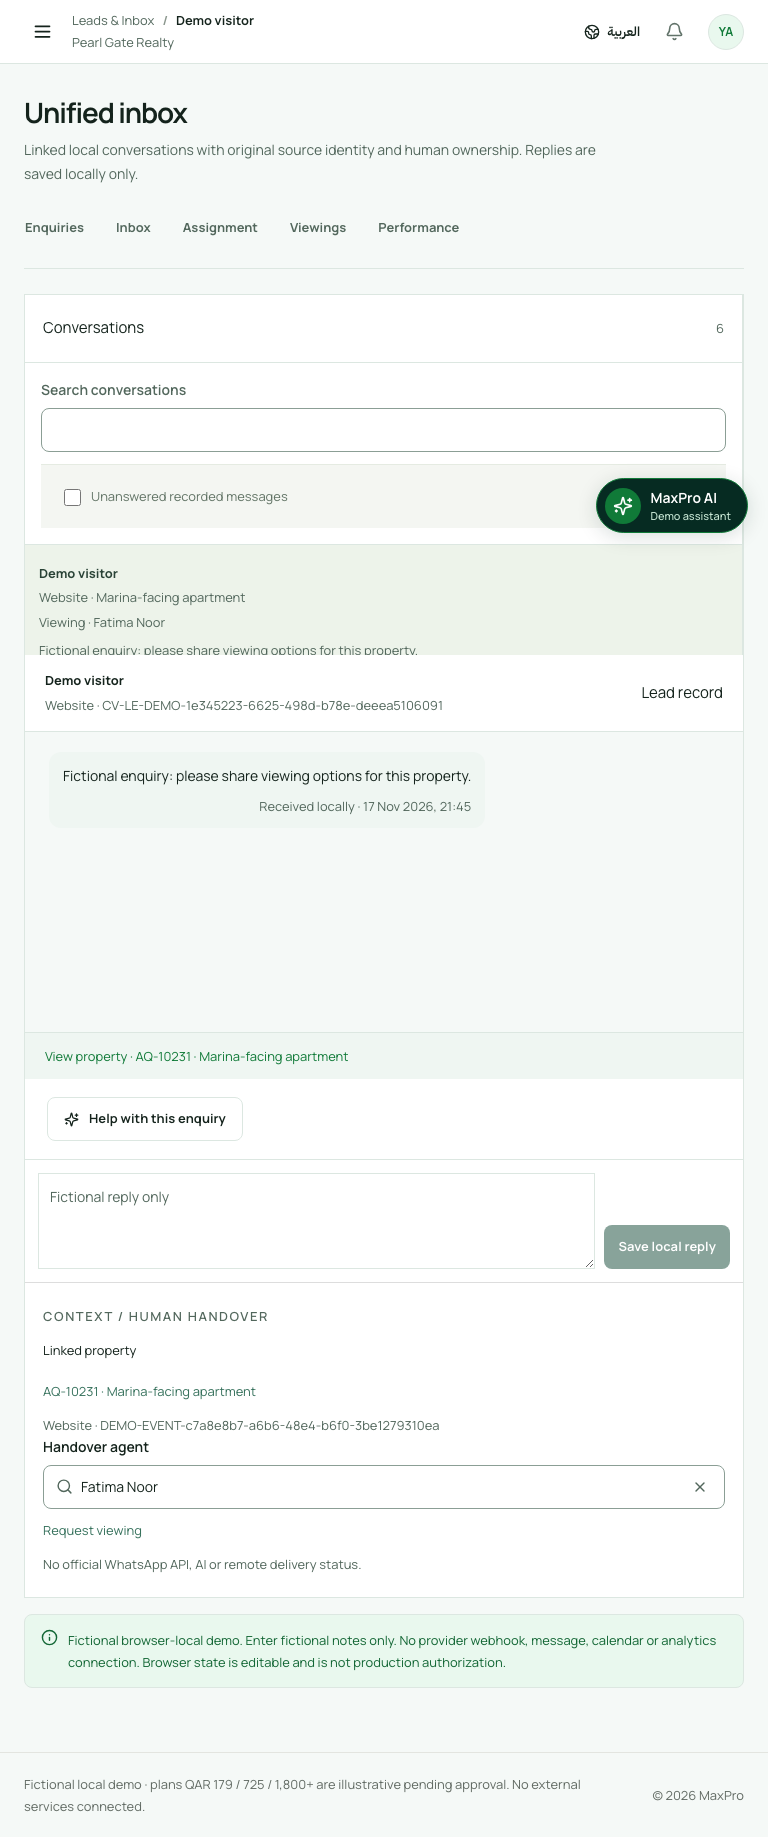 Leads & Inbox / Demo visitor
Pearl Gate Realty
العربية
YA
Unified inbox
Linked local conversations with original source identity and human ownership. Replies are
saved locally only.
Enquiries Inbox Assignment Viewings Performance
Conversations 6
Search conversations
Unanswered recorded messages
MaxPro AI
Demo assistant
Demo visitor
Website · Marina-facing apartment
Viewing · Fatima Noor
Fictional enquiry: please share viewing options for this property.
Demo visitor
Website · CV-LE-DEMO-1e345223-6625-498d-b78e-deeea5106091
Lead record
Fictional enquiry: please share viewing options for this property.
Received locally · 17 Nov 2026, 21:45
View property · AQ-10231 · Marina-facing apartment
Help with this enquiry
Fictional reply only
Save local reply
CONTEXT / HUMAN HANDOVER
Linked property
AQ-10231 · Marina-facing apartment
Website · DEMO-EVENT-c7a8e8b7-a6b6-48e4-b6f0-3be1279310ea
Handover agent
Fatima Noor
Request viewing
No official WhatsApp API, AI or remote delivery status.
Fictional browser-local demo. Enter fictional notes only. No provider webhook, message, calendar or analytics
connection. Browser state is editable and is not production authorization.
Fictional local demo · plans QAR 179 / 725 / 1,800+ are illustrative pending approval. No external
services connected.
© 2026 MaxPro